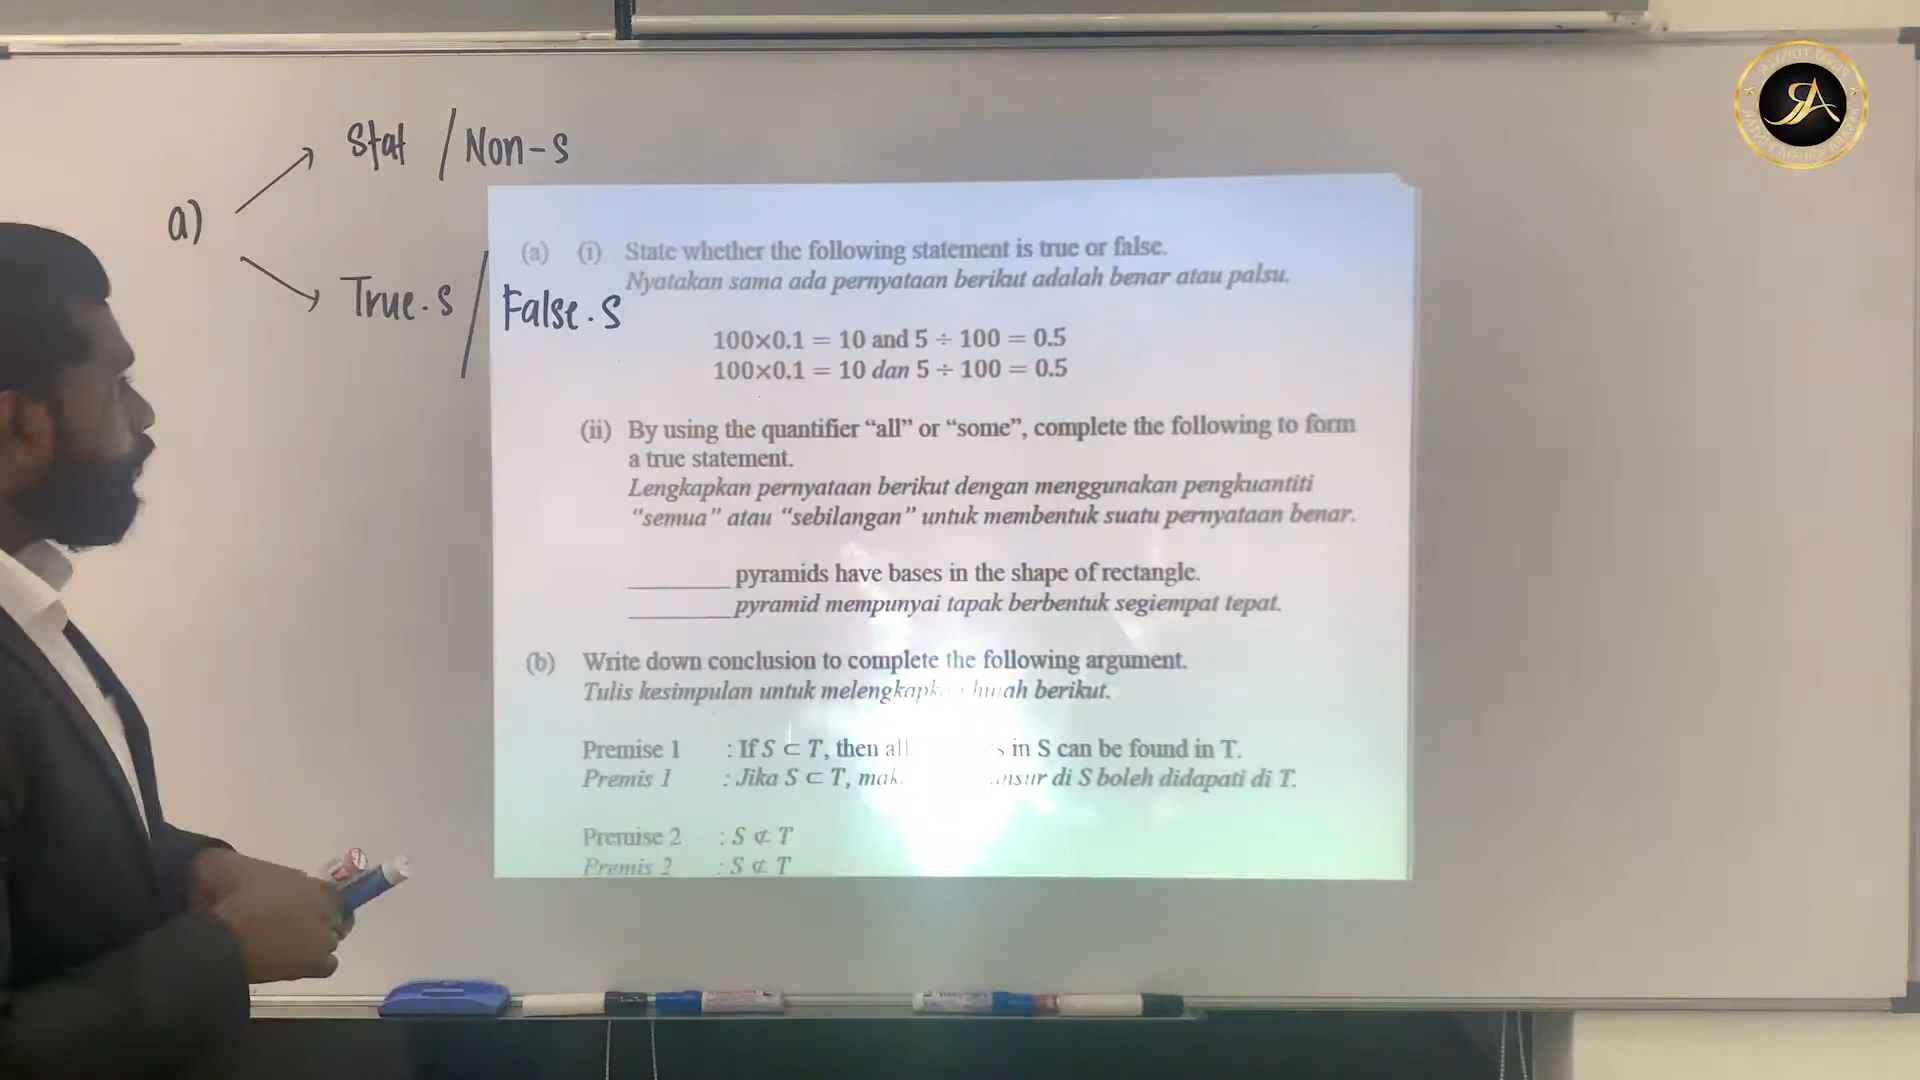 Stat / Non-s
a)
True.s / False.s
(a) (i) State whether the following statement is true or false.
Nyatakan sama ada pernyataan berikut adalah benar atau palsu.
100×0.1 = 10 and 5 ÷ 100 = 0.5
100×0.1 = 10 dan 5 ÷ 100 = 0.5
(ii) By using the quantifier “all” or “some”, complete the following to form
a true statement.
Lengkapkan pernyataan berikut dengan menggunakan pengkuantiti
“semua” atau “sebilangan” untuk membentuk suatu pernyataan benar.
________ pyramids have bases in the shape of rectangle.
________ pyramid mempunyai tapak berbentuk segiempat tepat.
(b) Write down conclusion to complete the following argument.
Tulis kesimpulan untuk berikut.
Premise 1 : If S ⊂ T, then all in S can be found in T.
Premis 1 : Jika S ⊂ T, di S boleh didapati di T.
Premise 2 : S ⊄ T
Premis 2 : S ⊄ T
SA